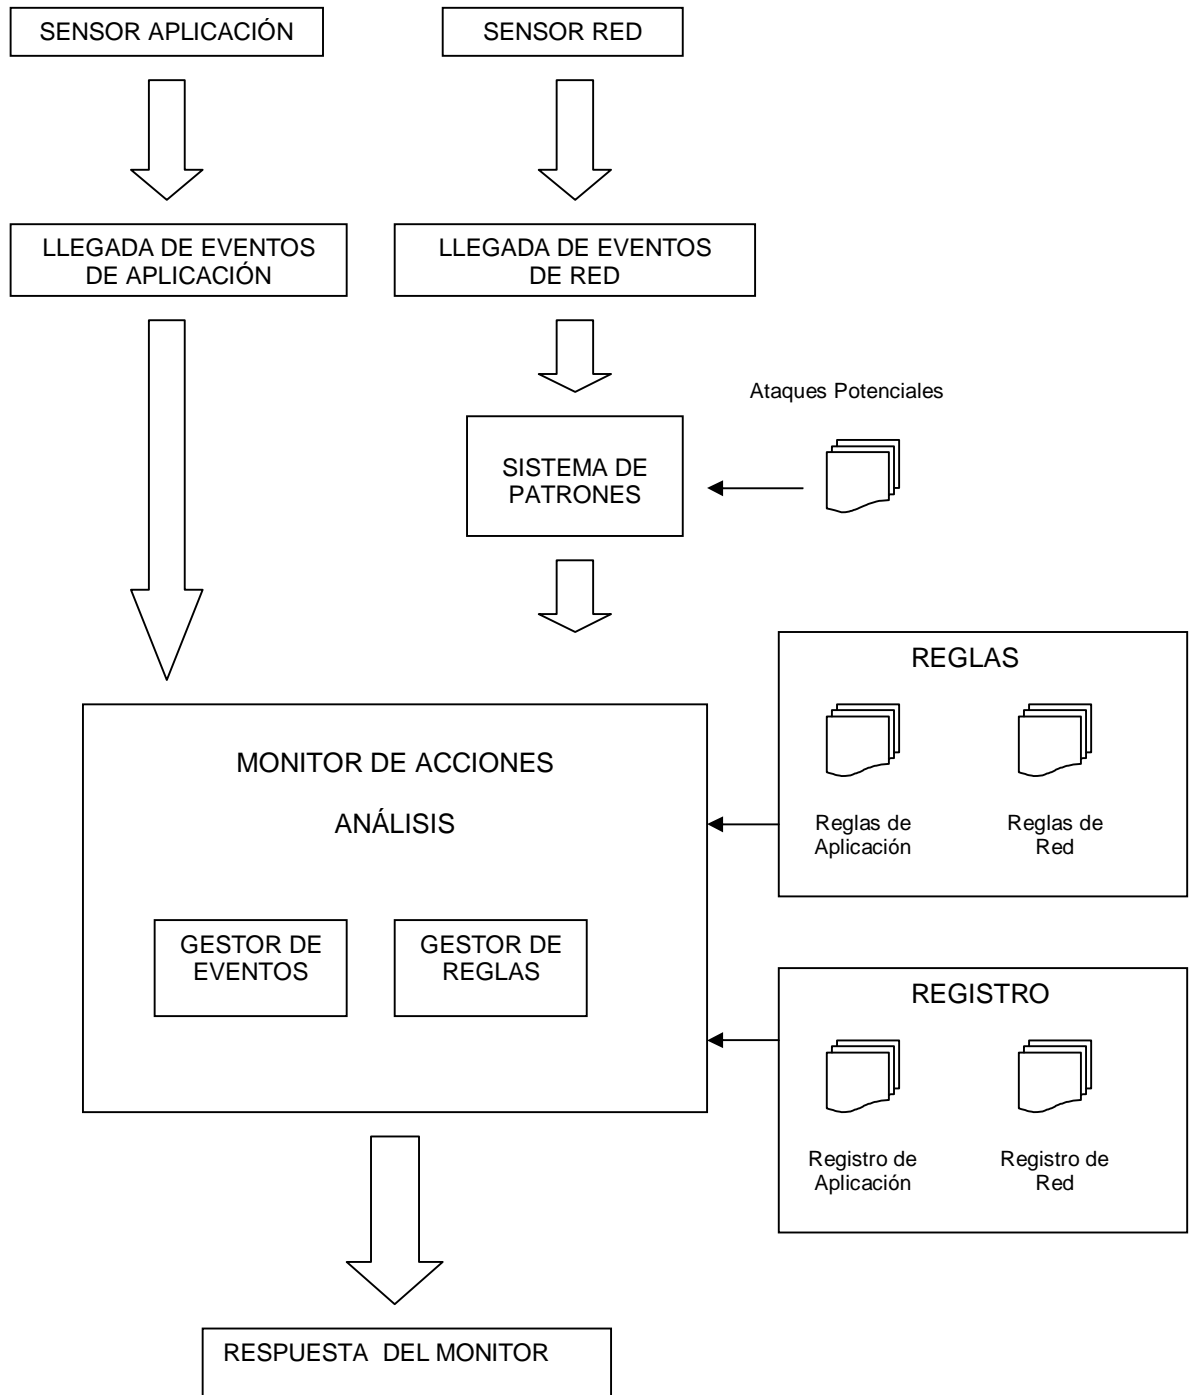 SENSOR APLICACIÓN
SENSOR RED
LLEGADA DE EVENTOS
DE APLICACIÓN
LLEGADA DE EVENTOS
DE RED
Ataques Potenciales
SISTEMA DE
PATRONES
REGLAS
Reglas de
Aplicación
Reglas de
Red
MONITOR DE ACCIONES
ANÁLISIS
GESTOR DE
EVENTOS
GESTOR DE
REGLAS
REGISTRO
Registro de
Aplicación
Registro de
Red
RESPUESTA DEL MONITOR